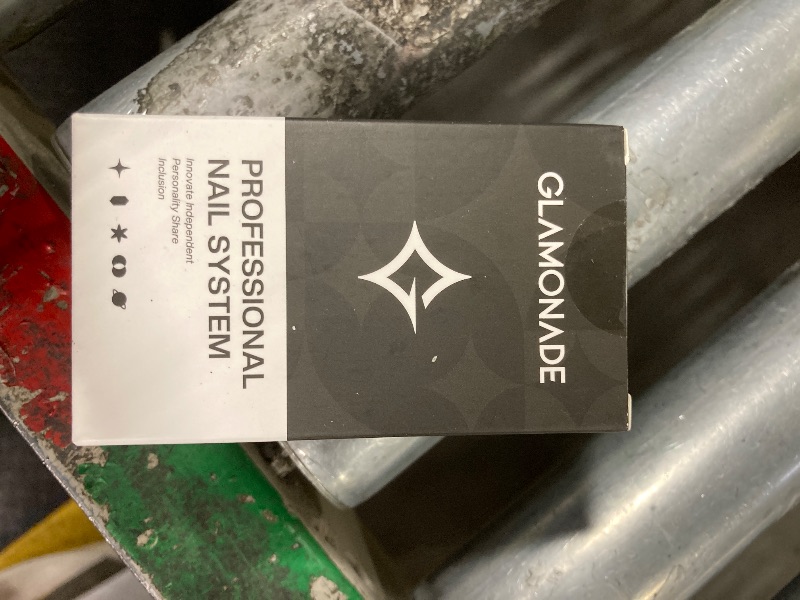 GLAMONADE
PROFESSIONAL
NAIL SYSTEM
Innovate Independent
Personality Share
Inclusion